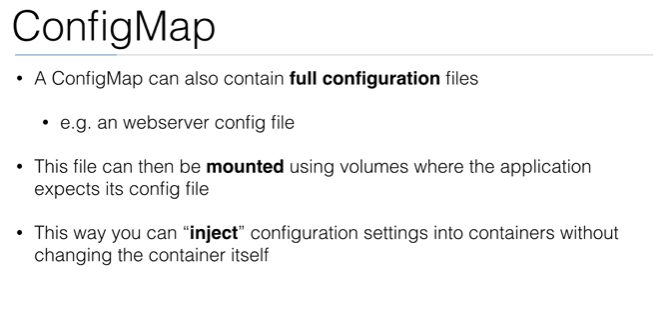 ConfigMap
• A ConfigMap can also contain full configuration files
• e.g. an webserver config file
• This file can then be mounted using volumes where the application
expects its config file
• This way you can “inject” configuration settings into containers without
changing the container itself